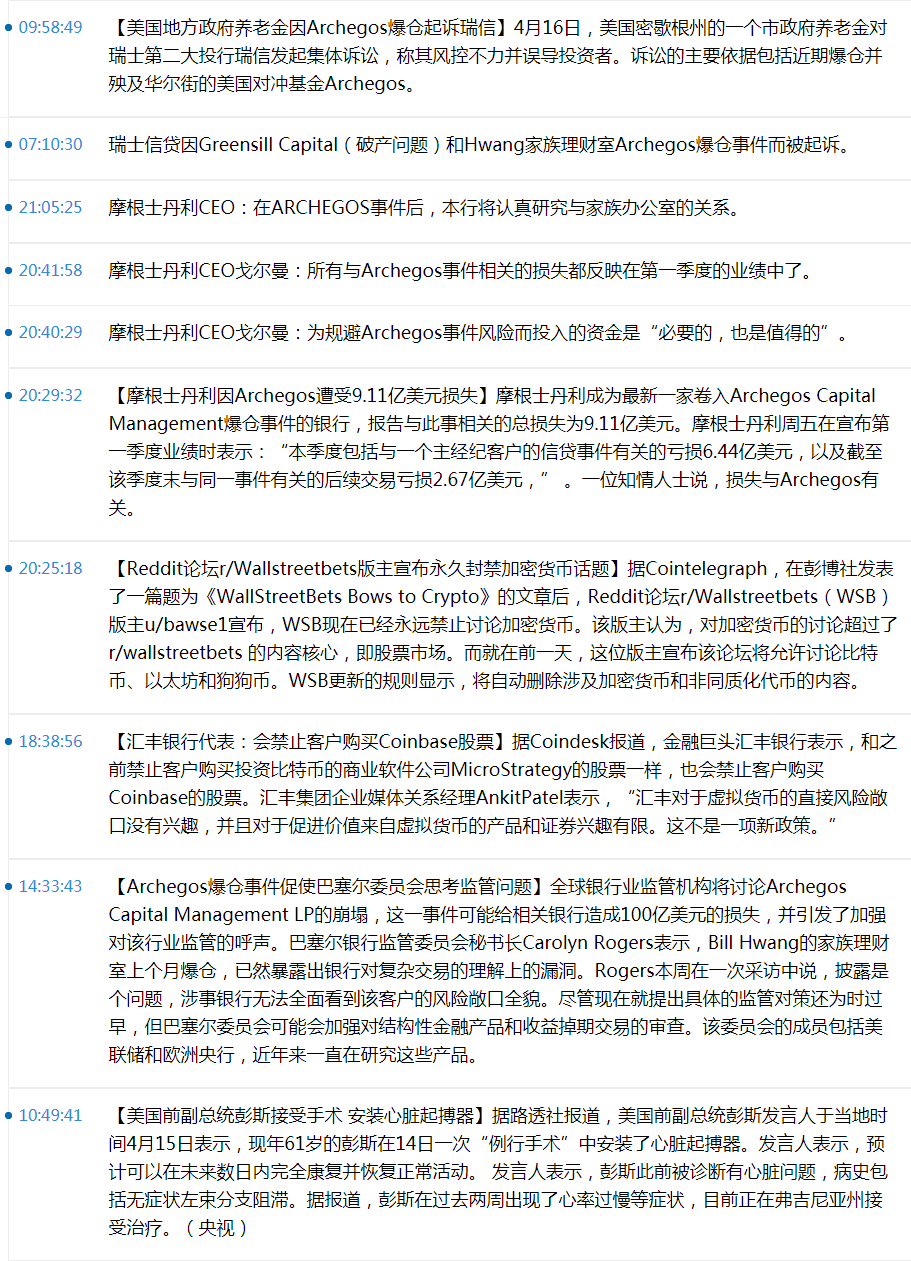 09:58:49 【美国地方政府养老金因Archegos爆仓起诉瑞信】4月16日，美国密歇根州的一个市政府养老金对
瑞士第二大投行瑞信发起集体诉讼，称其风控不力并误导投资者。诉讼的主要依据包括近期爆仓并
殃及华尔街的美国对冲基金Archegos。
07:10:30 瑞士信贷因Greensill Capital（破产问题）和Hwang家族理财室Archegos爆仓事件而被起诉。
21:05:25 摩根士丹利CEO：在ARCHEGOS事件后，本行将认真研究与家族办公室的关系。
20:41:58 摩根士丹利CEO戈尔曼：所有与Archegos事件相关的损失都反映在第一季度的业绩中了。
20:40:29 摩根士丹利CEO戈尔曼：为规避Archegos事件风险而投入的资金是“必要的，也是值得的”。
20:29:32 【摩根士丹利因Archegos遭受9.11亿美元损失】摩根士丹利成为最新一家卷入Archegos Capital
Management爆仓事件的银行，报告与此事相关的总损失为9.11亿美元。摩根士丹利周五在宣布第
一季度业绩时表示：“本季度包括与一个主经纪客户的信贷事件有关的亏损6.44亿美元，以及截至
该季度末与同一事件有关的后续交易亏损2.67亿美元，” 。一位知情人士说，损失与Archegos有
关。
20:25:18 【Reddit论坛r/Wallstreetbets版主宣布永久封禁加密货币话题】据Cointelegraph，在彭博社发表
了一篇题为《WallStreetBets Bows to Crypto》的文章后，Reddit论坛r/Wallstreetbets（WSB）
版主u/bawse1宣布，WSB现在已经永远禁止讨论加密货币。该版主认为，对加密货币的讨论超过了
r/wallstreetbets 的内容核心，即股票市场。而就在前一天，这位版主宣布该论坛将允许讨论比特
币、以太坊和狗狗币。WSB更新的规则显示，将自动删除涉及加密货币和非同质化代币的内容。
18:38:56 【汇丰银行代表：会禁止客户购买Coinbase股票】据Coindesk报道，金融巨头汇丰银行表示，和之
前禁止客户购买投资比特币的商业软件公司MicroStrategy的股票一样，也会禁止客户购买
Coinbase的股票。汇丰集团企业媒体关系经理AnkitPatel表示，“汇丰对于虚拟货币的直接风险敞
口没有兴趣，并且对于促进价值来自虚拟货币的产品和证券兴趣有限。这不是一项新政策。”
14:33:43 【Archegos爆仓事件促使巴塞尔委员会思考监管问题】全球银行业监管机构将讨论Archegos
Capital Management LP的崩塌，这一事件可能给相关银行造成100亿美元的损失，并引发了加强
对该行业监管的呼声。巴塞尔银行监管委员会秘书长Carolyn Rogers表示，Bill Hwang的家族理财
室上个月爆仓，已然暴露出银行对复杂交易的理解上的漏洞。Rogers本周在一次采访中说，披露是
个问题，涉事银行无法全面看到该客户的风险敞口全貌。尽管现在就提出具体的监管对策还为时过
早，但巴塞尔委员会可能会加强对结构性金融产品和收益掉期交易的审查。该委员会的成员包括美
联储和欧洲央行，近年来一直在研究这些产品。
10:49:41 【美国前副总统彭斯接受手术 安装心脏起搏器】据路透社报道，美国前副总统彭斯发言人于当地时
间4月15日表示，现年61岁的彭斯在14日一次“例行手术”中安装了心脏起搏器。发言人表示，预
计可以在未来数日内完全康复并恢复正常活动。 发言人表示，彭斯此前被诊断有心脏问题，病史包
括无症状左束分支阻滞。据报道，彭斯在过去两周出现了心率过慢等症状，目前正在弗吉尼亚州接
受治疗。（央视）